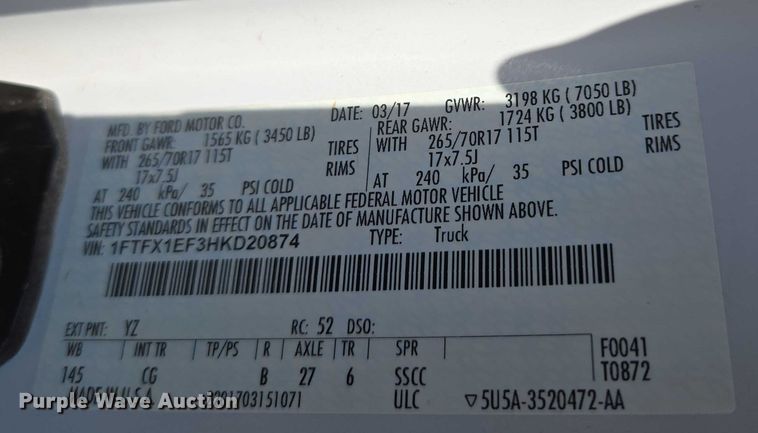 MFD. BY FORD MOTOR CO. DATE: 03/17 GVWR: 3198 KG ( 7050 LB)
FRONT GAWR: 1565 KG ( 3450 LB) REAR GAWR: 1724 KG ( 3800 LB)
WITH 265/70R17 115T TIRES WITH 265/70R17 115T TIRES
17x7.5J RIMS 17x7.5J RIMS
AT 240 kPa/ 35 PSI COLD AT 240 kPa/ 35 PSI COLD
THIS VEHICLE CONFORMS TO ALL APPLICABLE FEDERAL MOTOR VEHICLE
SAFETY STANDARDS IN EFFECT ON THE DATE OF MANUFACTURE SHOWN ABOVE.
VIN: 1FTFX1EF3HKD20874 TYPE: Truck
EXT PNT: YZ RC: 52 DSO:
WB INT TR TP/PS R AXLE TR SPR F0041
145 CG B 27 6 SSCC T0872
MADE IN U.S.A. ULC ▽5U5A-3520472-AA
Purple Wave Auction